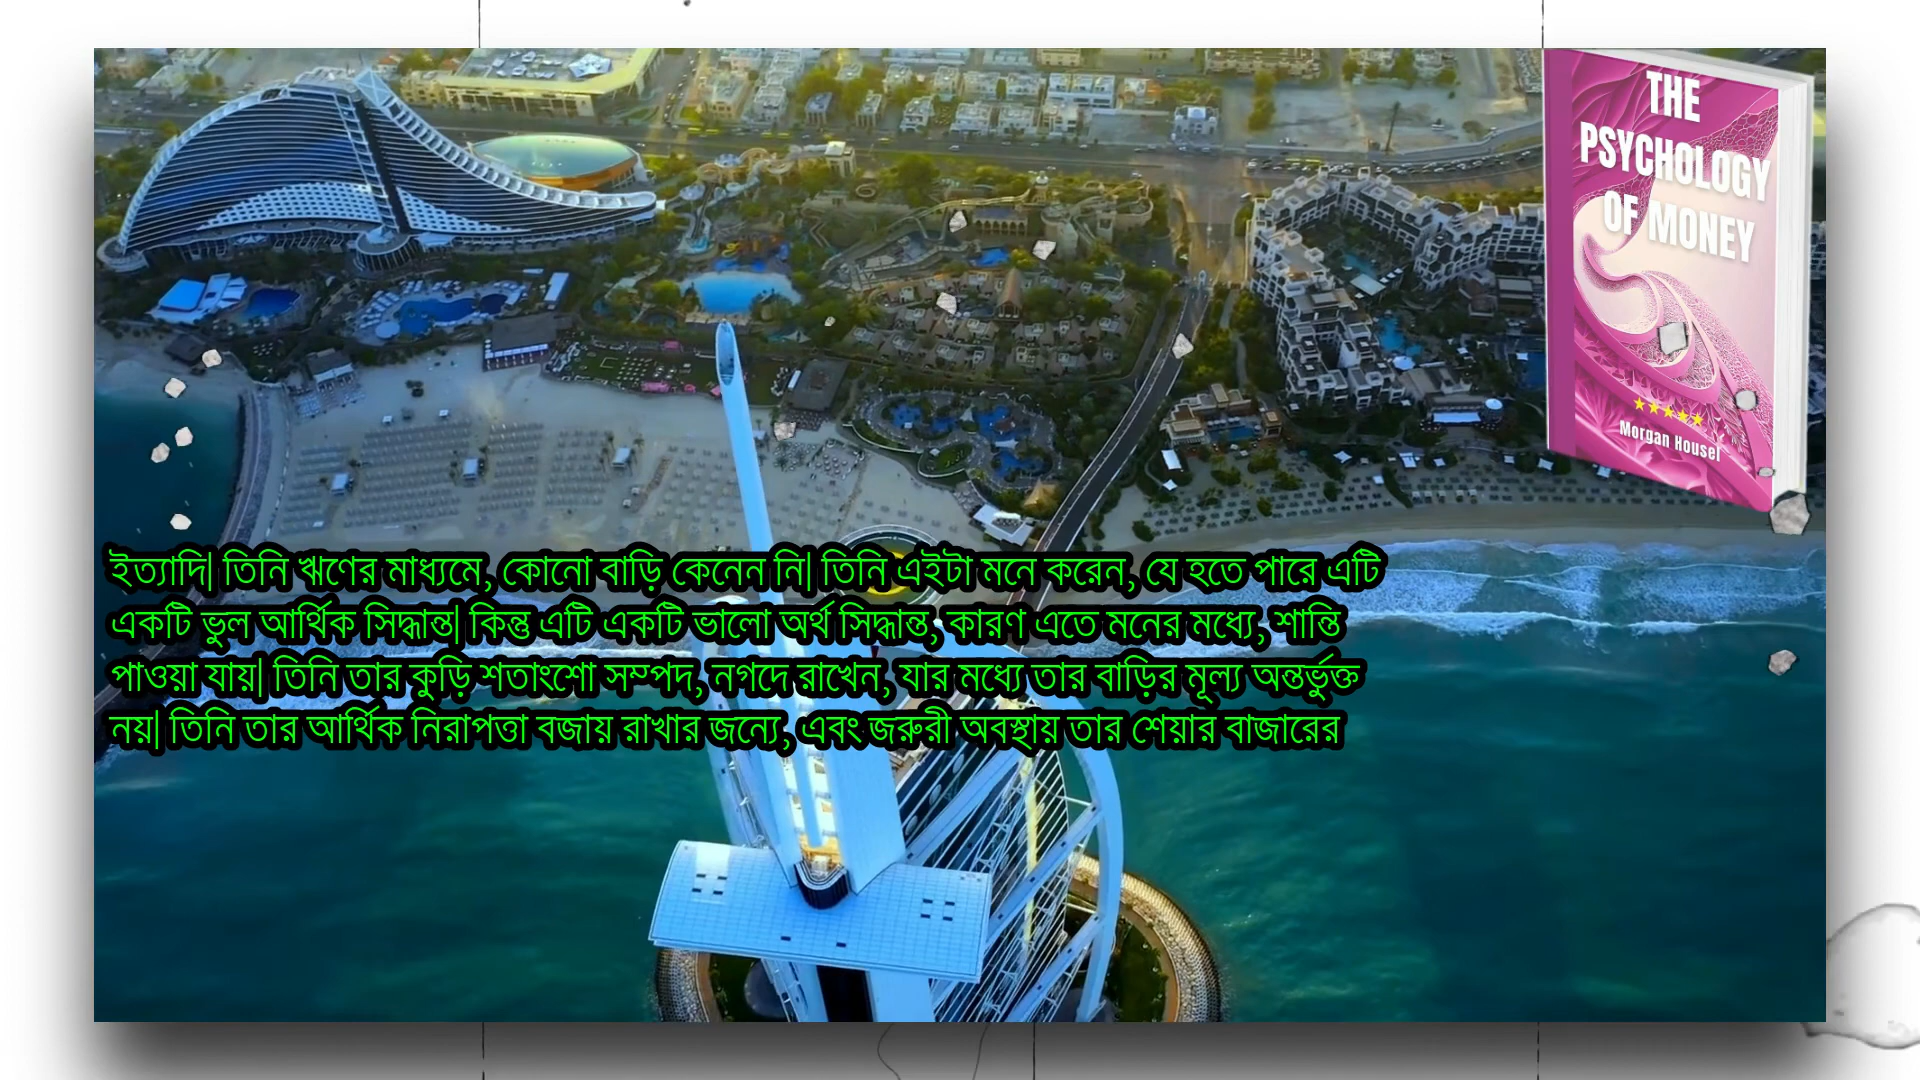 THE
PSYCHOLOGY
OF MONEY
Morgan Housel
ইত্যাদি| তিনি ঋণের মাধ্যমে, কোনো বাড়ি কেনেন নি| তিনি এইটা মনে করেন, যে হতে পারে এটি
একটি ভুল আর্থিক সিদ্ধান্ত| কিন্তু এটি একটি ভালো অর্থ সিদ্ধান্ত, কারণ এতে মনের মধ্যে, শান্তি
পাওয়া যায়| তিনি তার কুড়ি শতাংশো সম্পদ, নগদে রাখেন, যার মধ্যে তার বাড়ির মূল্য অন্তর্ভুক্ত
নয়| তিনি তার আর্থিক নিরাপত্তা বজায় রাখার জন্যে, এবং জরুরী অবস্থায় তার শেয়ার বাজারের